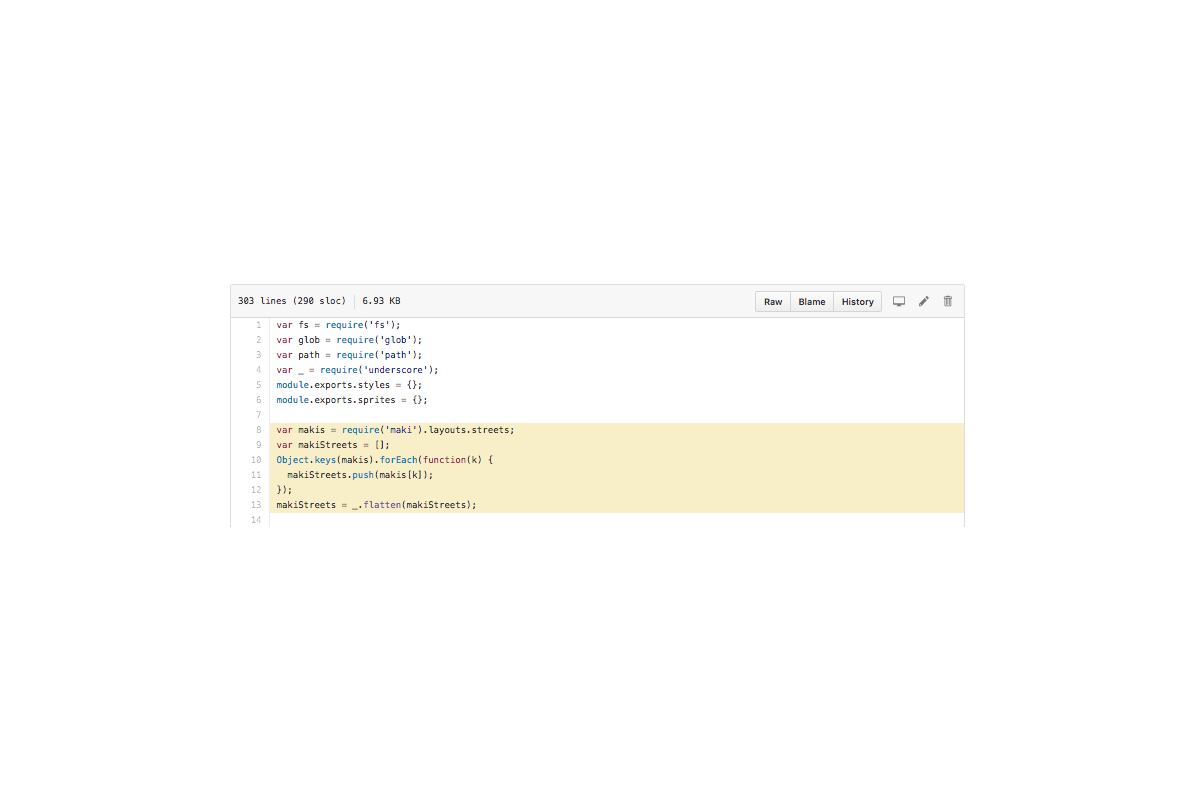 303 lines (290 sloc) 6.93 KB Raw Blame History
1 var fs = require('fs');
2 var glob = require('glob');
3 var path = require('path');
4 var _ = require('underscore');
5 module.exports.styles = {};
6 module.exports.sprites = {};
7
8 var makis = require('maki').layouts.streets;
9 var makiStreets = [];
10 Object.keys(makis).forEach(function(k) {
11   makiStreets.push(makis[k]);
12 });
13 makiStreets = _.flatten(makiStreets);
14